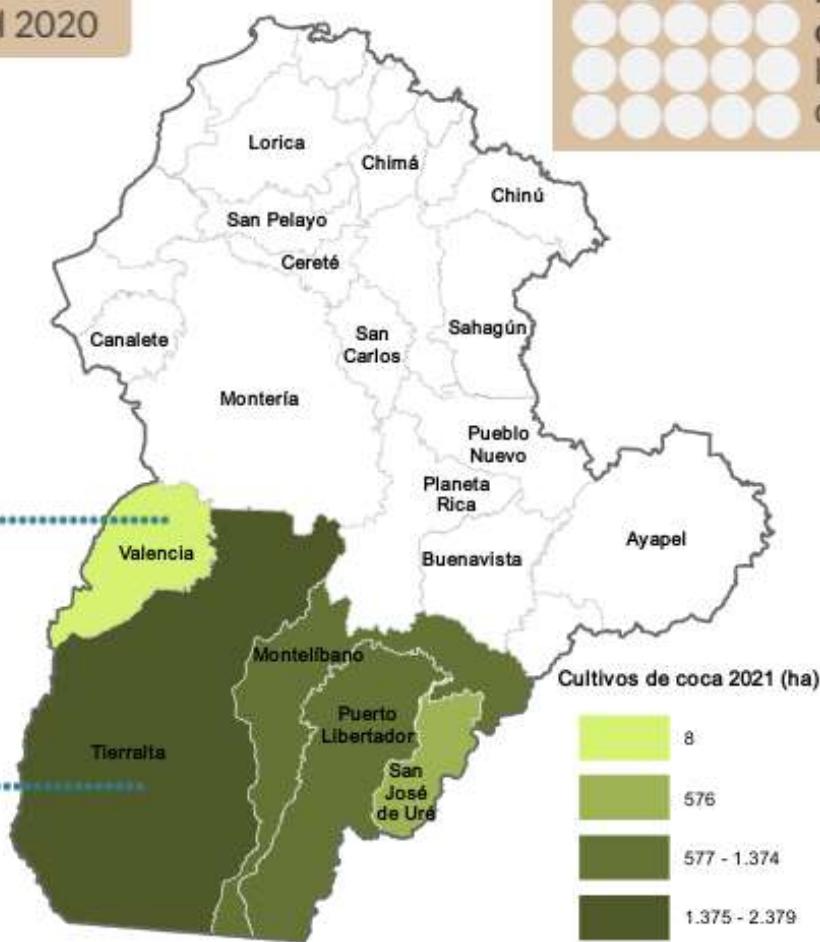 2020
Lorica
Chimá
Chinú
San Pelayo
Cereté
Canalete
San
Carlos
Sahagún
Montería
Pueblo
Nuevo
Planeta
Rica
Valencia
Buenavista
Ayapel
Montelíbano
Cultivos de coca 2021 (ha)
Puerto
Libertador
Tierralta
San
José
de Uré
8
576
577 - 1.374
1.375 - 2.379